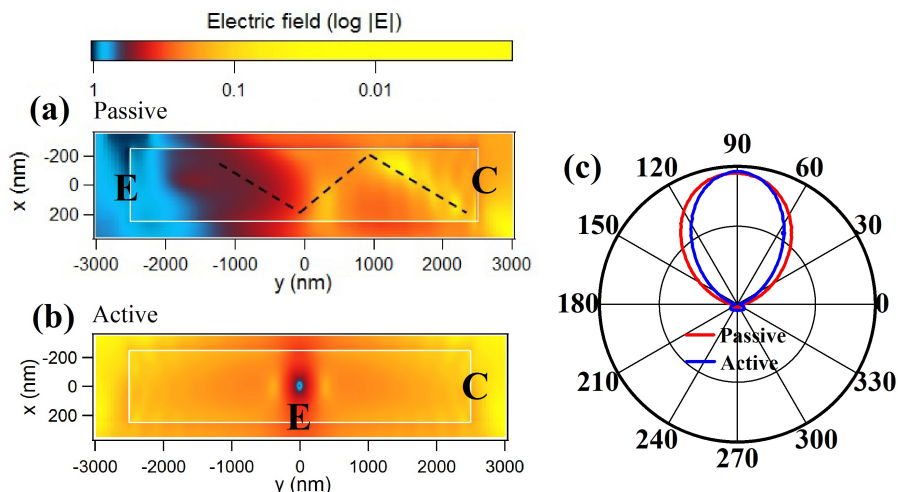 Electric field (log |E|)
1 0.1 0.01
(a) Passive
x (nm)
-200
0
200
E
C
-3000 -2000 -1000 0 1000 2000 3000
y (nm)
(b) Active
x (nm)
-200
0
200
E
C
-3000 -2000 -1000 0 1000 2000 3000
y (nm)
(c)
90
120 60
150 30
180 0
Passive
Active
210 330
240 300
270